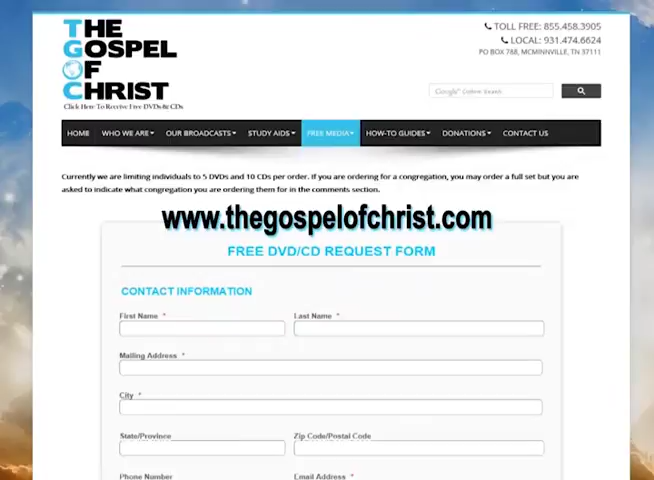 THE
GOSPEL
OF
CHRIST
Click Here To Receive Free DVDs & CDs
TOLL FREE: 855.458.3905
LOCAL: 931.474.6624
PO BOX 788, MCMINNVILLE, TN 37111
Google™ Custom Search
HOME WHO WE ARE OUR BROADCASTS STUDY AIDS FREE MEDIA HOW-TO GUIDES DONATIONS CONTACT US
Currently we are limiting individuals to 5 DVDs and 10 CDs per order. If you are ordering for a congregation, you may order a full set but you are
asked to indicate what congregation you are ordering them for in the comments section.
www.thegospelofchrist.com
FREE DVD/CD REQUEST FORM
CONTACT INFORMATION
First Name * Last Name *
Mailing Address *
City *
State/Province Zip Code/Postal Code
Phone Number Email Address *